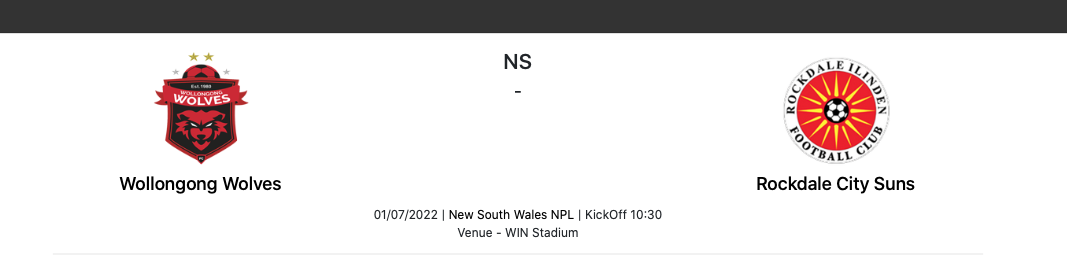 NS
-
Est. 1980
WOLLONGONG
WOLVES
FC
ROCKDALE ILINDEN
FOOTBALL CLUB
Wollongong Wolves
Rockdale City Suns
01/07/2022 | New South Wales NPL | KickOff 10:30
Venue - WIN Stadium